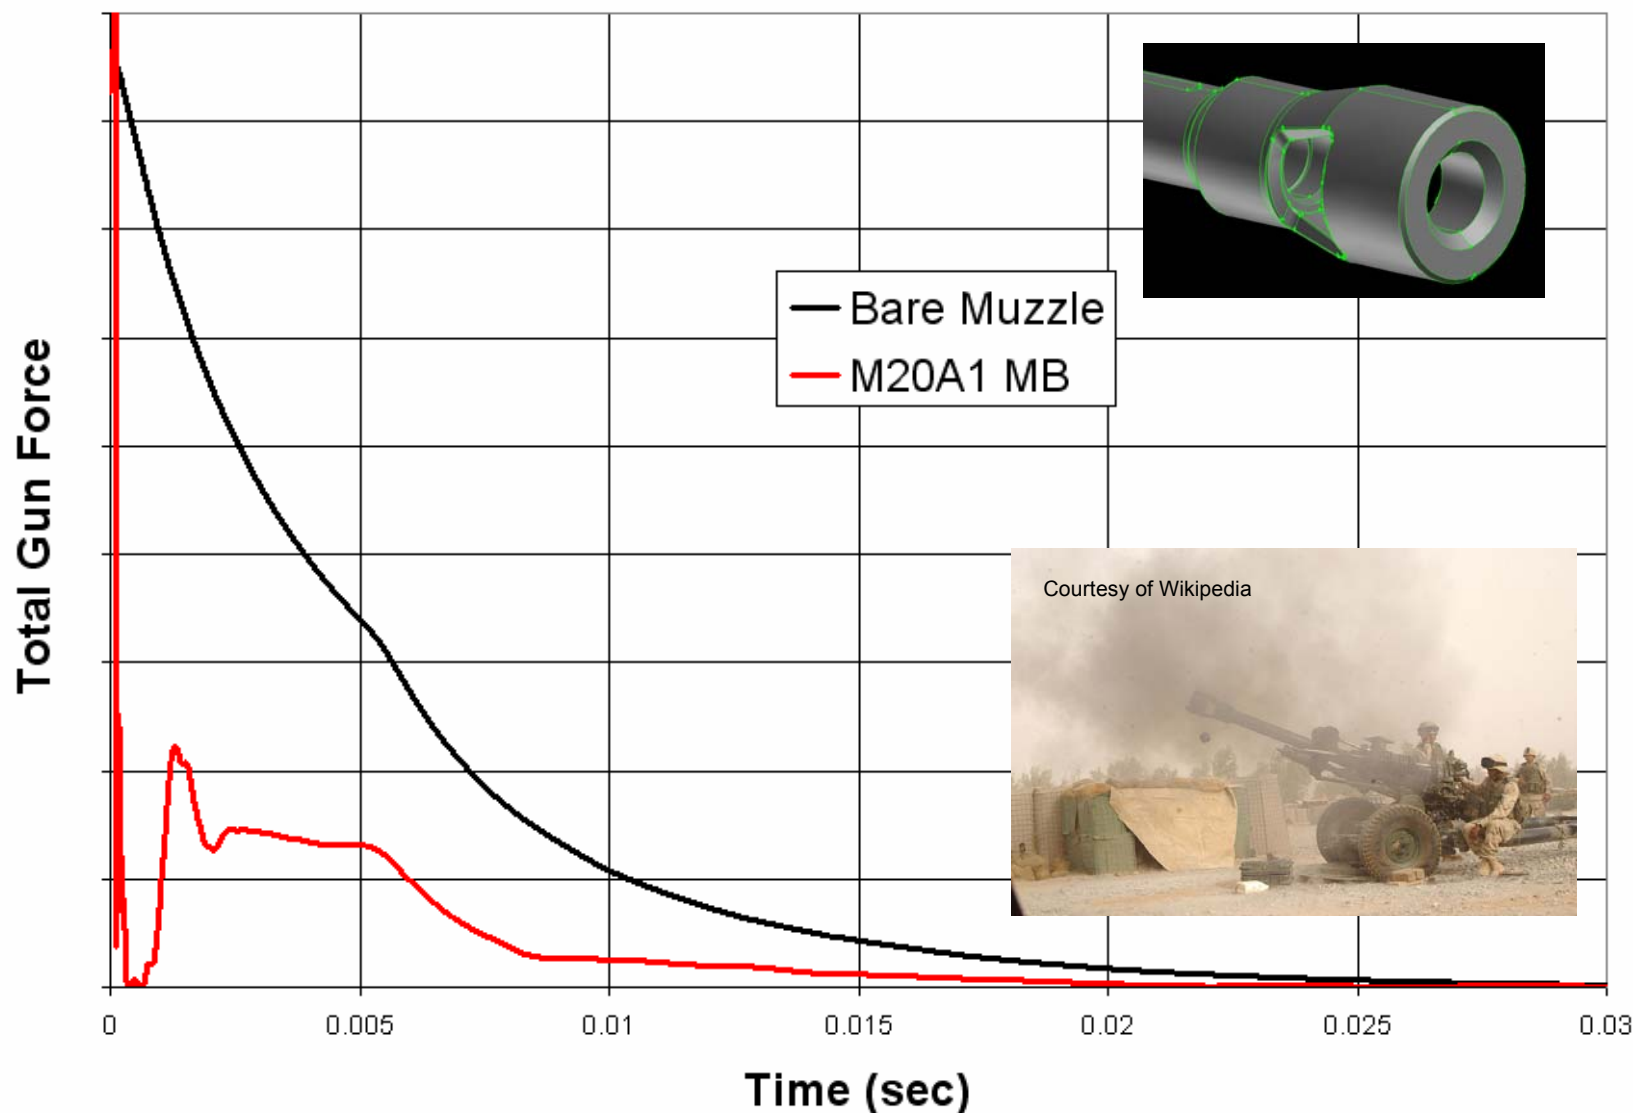 Bare Muzzle
M20A1 MB
Courtesy of Wikipedia
Total Gun Force
0 0.005 0.01 0.015 0.02 0.025 0.03
Time (sec)